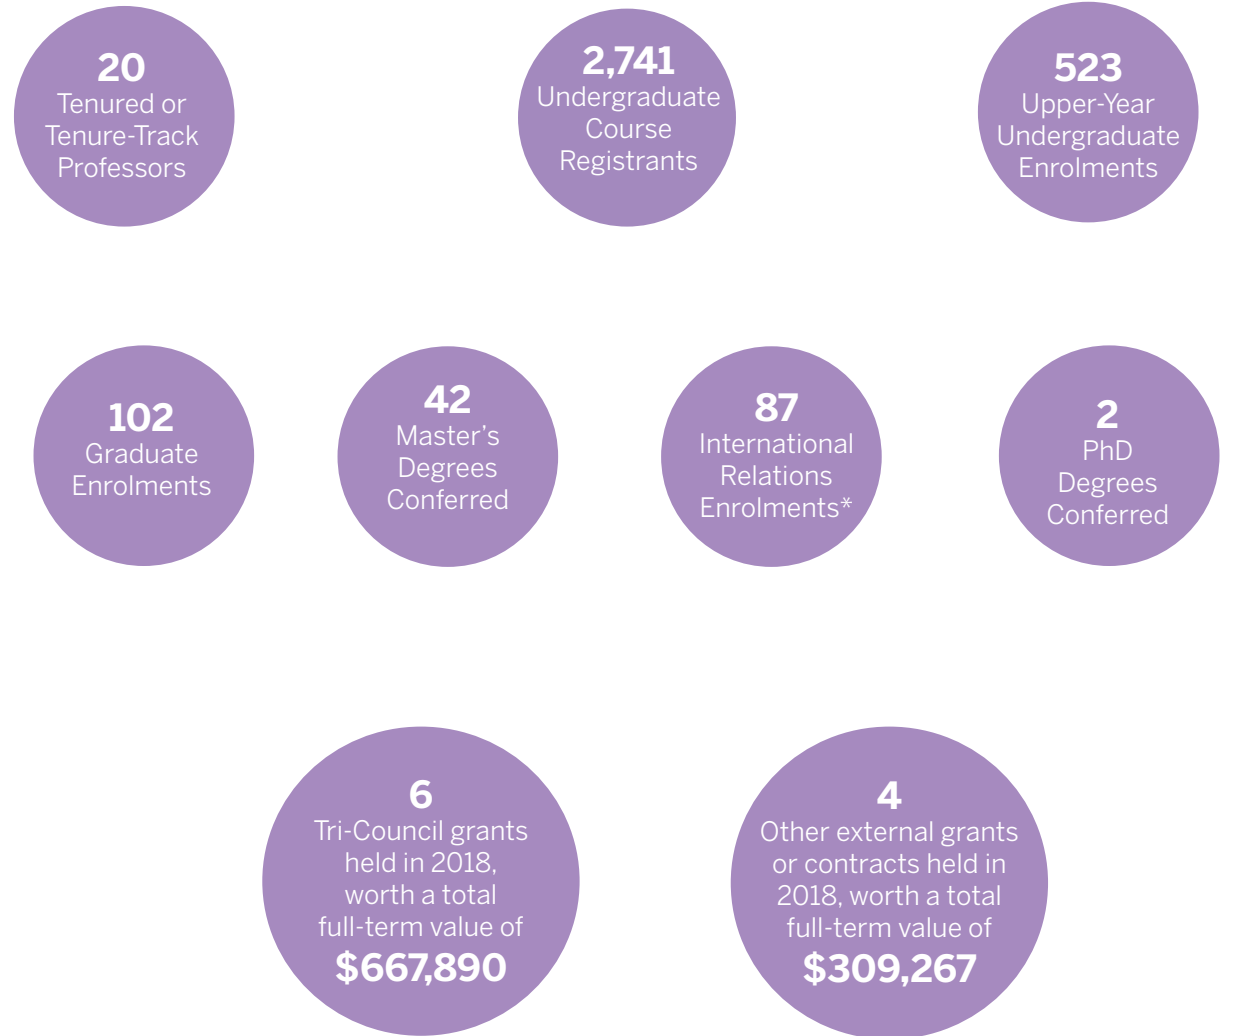 20
Tenured or
Tenure-Track
Professors
2,741
Undergraduate
Course
Registrants
523
Upper-Year
Undergraduate
Enrolments
102
Graduate
Enrolments
42
Master’s
Degrees
Conferred
87
International
Relations
Enrolments*
2
PhD
Degrees
Conferred
6
Tri-Council grants
held in 2018,
worth a total
full-term value of
$667,890
4
Other external grants
or contracts held in
2018, worth a total
full-term value of
$309,267